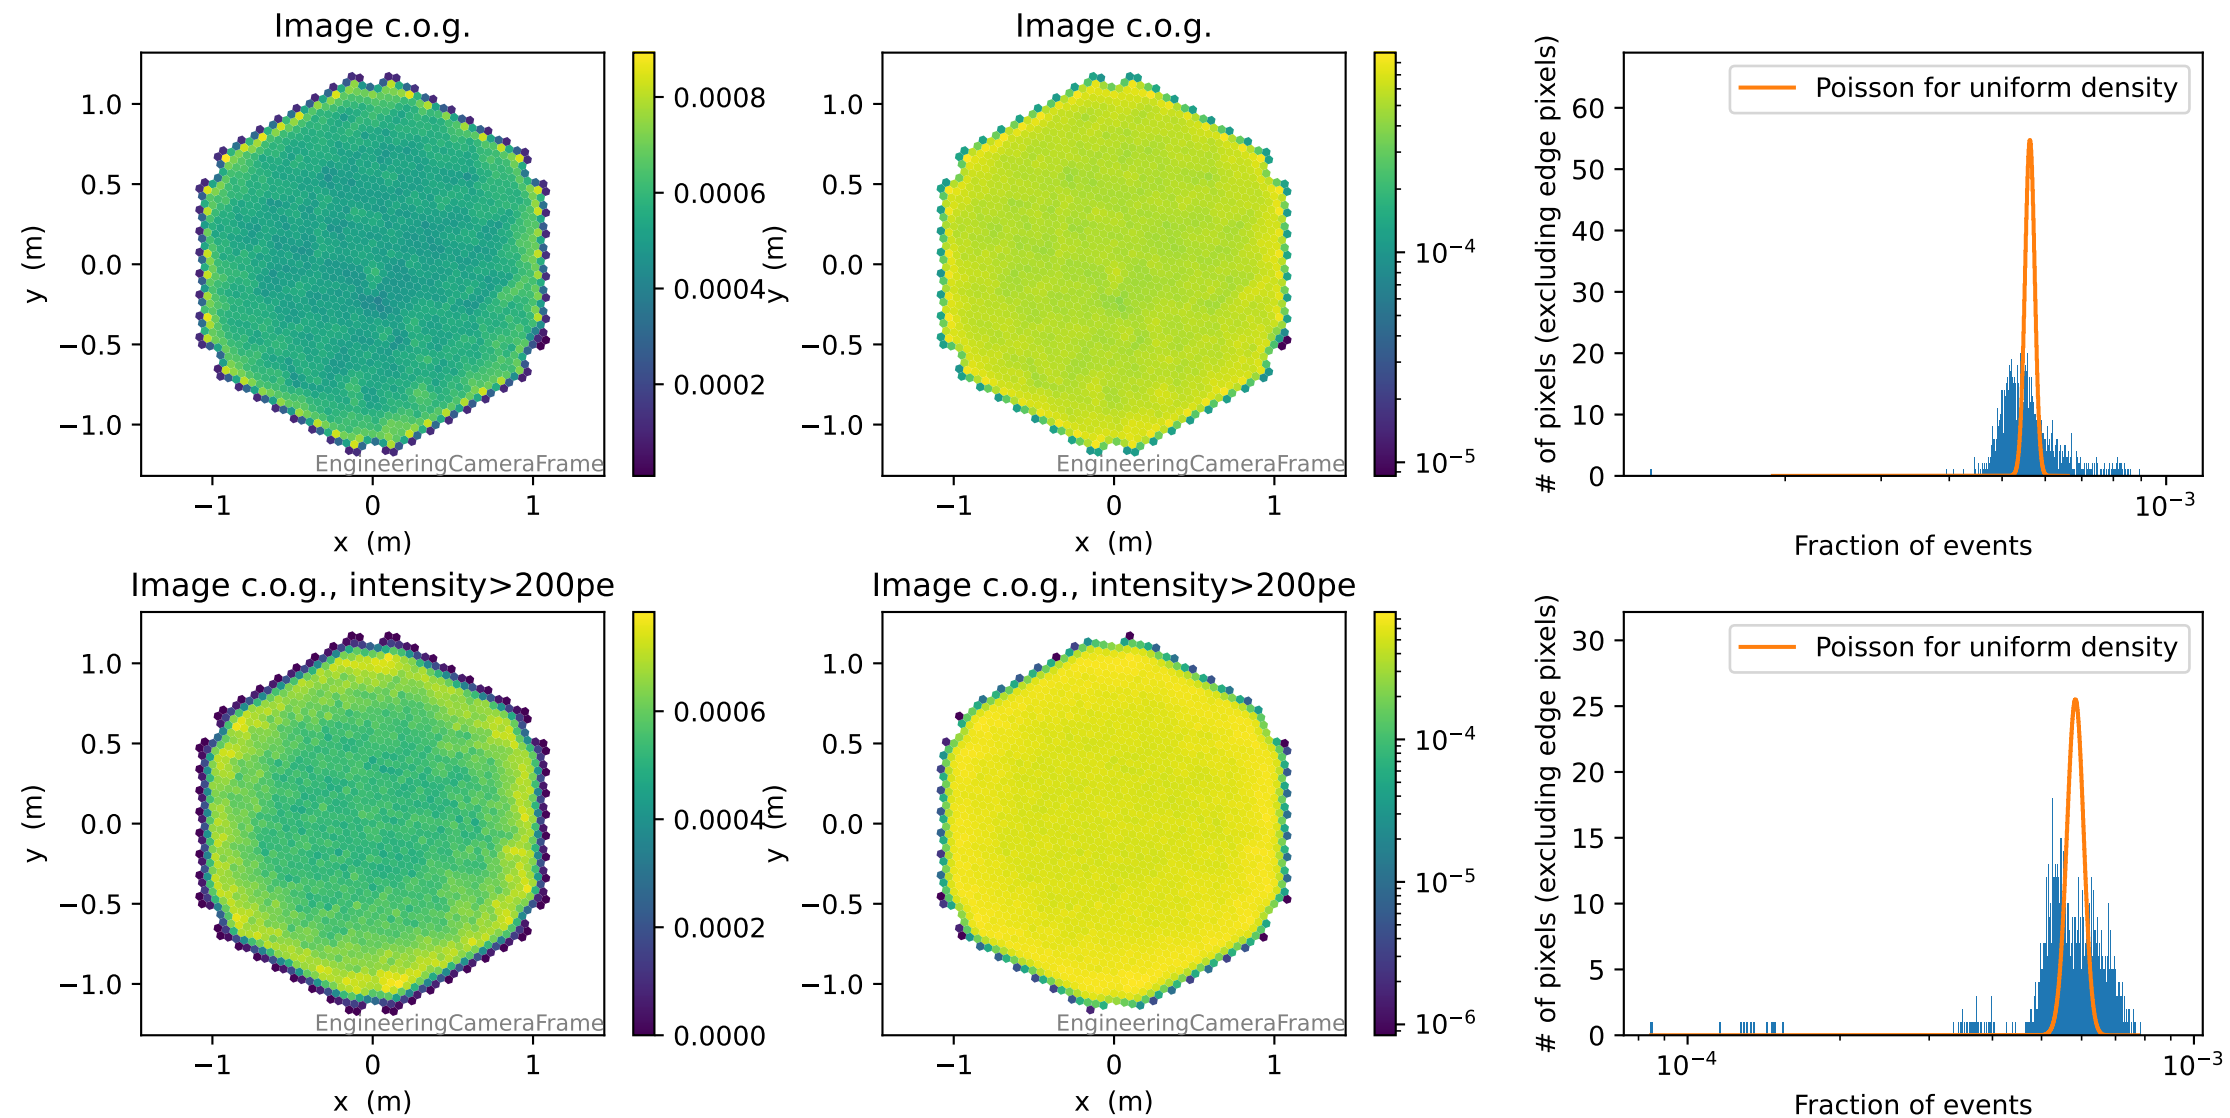 Image c.o.g.
1.0
0.5
0.0
−0.5
−1.0
y (m)
−1
0
1
x (m)
EngineeringCameraFrame
0.0008
0.0006
0.0004
0.0002
Image c.o.g.
1.0
0.5
0.0
−0.5
−1.0
y (m)
−1
0
1
x (m)
EngineeringCameraFrame
10⁻⁴
10⁻⁵
# of pixels (excluding edge pixels)
60
50
40
30
20
10
0
Poisson for uniform density
10⁻³
Fraction of events
Image c.o.g., intensity>200pe
1.0
0.5
0.0
−0.5
−1.0
y (m)
−1
0
1
x (m)
EngineeringCameraFrame
0.0006
0.0004
0.0002
0.0000
Image c.o.g., intensity>200pe
1.0
0.5
0.0
−0.5
−1.0
y (m)
−1
0
1
x (m)
EngineeringCameraFrame
10⁻⁴
10⁻⁵
10⁻⁶
# of pixels (excluding edge pixels)
30
25
20
15
10
5
0
Poisson for uniform density
10⁻⁴
10⁻³
Fraction of events